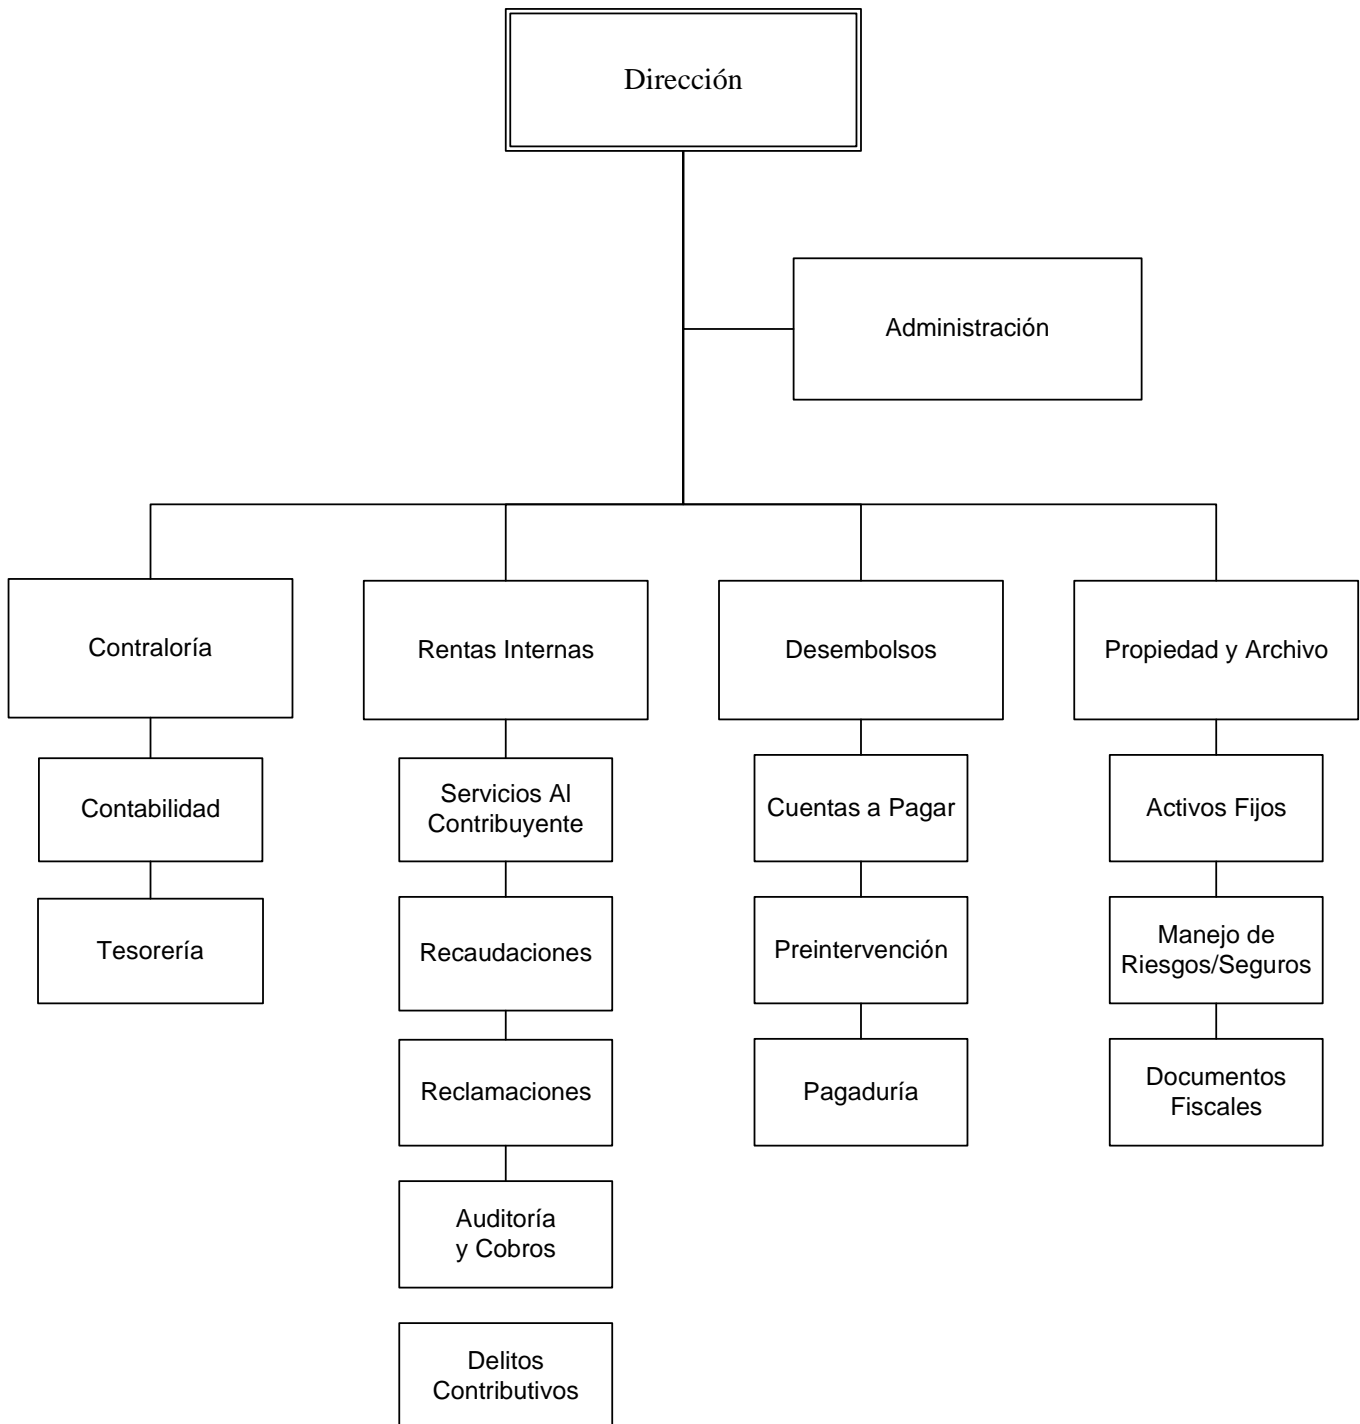 Dirección
Administración
Contraloría
Rentas Internas
Desembolsos
Propiedad y Archivo
Contabilidad
Servicios Al
Contribuyente
Cuentas a Pagar
Activos Fijos
Tesorería
Recaudaciones
Preintervención
Manejo de
Riesgos/Seguros
Reclamaciones
Pagaduría
Documentos
Fiscales
Auditoría
y Cobros
Delitos
Contributivos